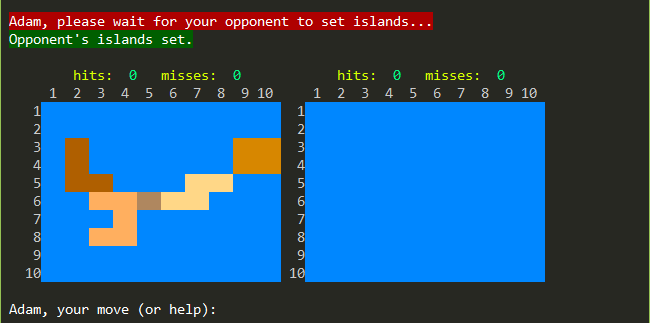 Adam, please wait for your opponent to set islands...
Opponent's islands set.
hits: 0 misses: 0 hits: 0 misses: 0
1 2 3 4 5 6 7 8 9 10 1 2 3 4 5 6 7 8 9 10
1 1
2 2
3 3
4 4
5 5
6 6
7 7
8 8
9 9
10 10
Adam, your move (or help):